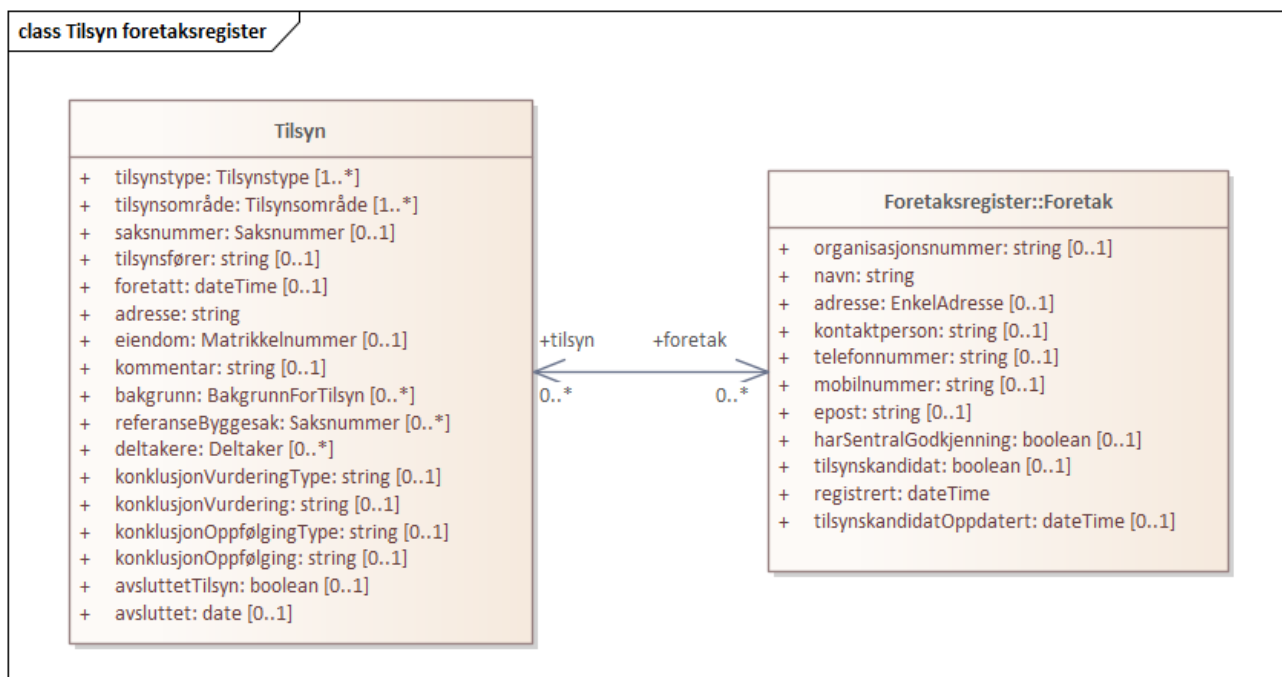 class Tilsyn foretaksregister
Tilsyn
+ tilsynstype: Tilsynstype [1..*]
+ tilsynsområde: Tilsynsområde [1..*]
+ saksnummer: Saksnummer [0..1]
+ tilsynsfører: string [0..1]
+ foretatt: dateTime [0..1]
+ adresse: string
+ eiendom: Matrikkelnummer [0..1]
+ kommentar: string [0..1]
+ bakgrunn: BakgrunnForTilsyn [0..*]
+ referanseByggesak: Saksnummer [0..*]
+ deltakere: Deltaker [0..*]
+ konklusjonVurderingType: string [0..1]
+ konklusjonVurdering: string [0..1]
+ konklusjonOppfølgingType: string [0..1]
+ konklusjonOppfølging: string [0..1]
+ avsluttetTilsyn: boolean [0..1]
+ avsluttet: date [0..1]
+tilsyn +foretak
0..* 0..*
Foretaksregister::Foretak
+ organisasjonsnummer: string [0..1]
+ navn: string
+ adresse: EnkelAdresse [0..1]
+ kontaktperson: string [0..1]
+ telefonnummer: string [0..1]
+ mobilnummer: string [0..1]
+ epost: string [0..1]
+ harSentralGodkjenning: boolean [0..1]
+ tilsynskandidat: boolean [0..1]
+ registrert: dateTime
+ tilsynskandidatOppdatert: dateTime [0..1]